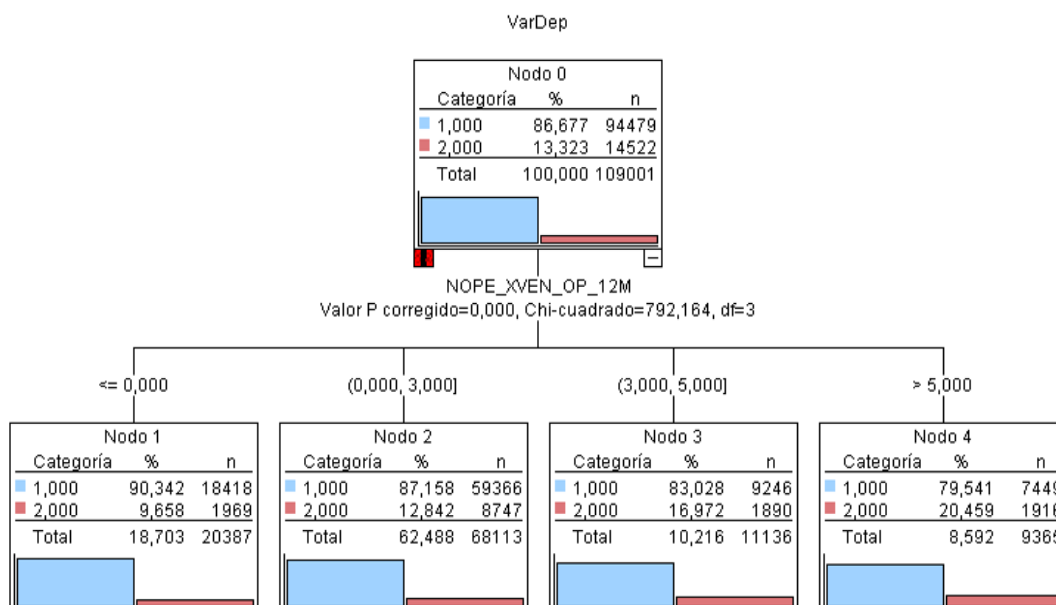 VarDep
Nodo 0
Categoría % n
1,000 86,677 94479
2,000 13,323 14522
Total 100,000 109001
NOPE_XVEN_OP_12M
Valor P corregido=0,000, Chi-cuadrado=792,164, df=3
<= 0,000 (0,000, 3,000] (3,000, 5,000] > 5,000
Nodo 1
Categoría % n
1,000 90,342 18418
2,000 9,658 1969
Total 18,703 20387
Nodo 2
Categoría % n
1,000 87,158 59366
2,000 12,842 8747
Total 62,488 68113
Nodo 3
Categoría % n
1,000 83,028 9246
2,000 16,972 1890
Total 10,216 11136
Nodo 4
Categoría % n
1,000 79,541 7449
2,000 20,459 1916
Total 8,592 9365